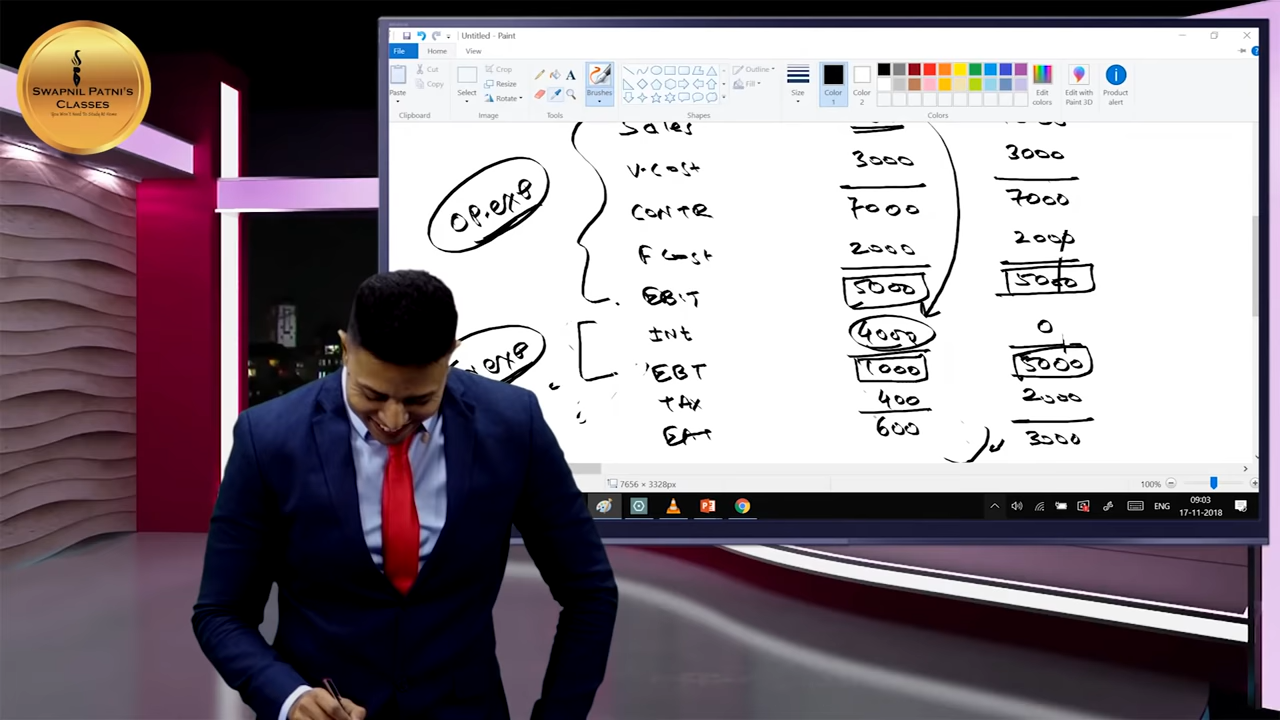 SWAPNIL PATNI'S
CLASSES
Untitled - Paint
File Home View
Paste
Cut
Copy
Clipboard
Select
Crop
Resize
Rotate
Image
Tools
Brushes
Shapes
Outline
Fill
Size
Color 1
Color 2
Colors
Edit colors
Edit with Paint 3D
Product alert
Sales
V.Cost 3000 3000
CONTR 7000 7000
F Cost 2000 2000
EBIT 5000 5000
INt 4000 0
EBT 1000 5000
TAX 400 2000
EAT 600 3000
OP.exp
exp
7656 × 3328px
100%
ENG
09:03
17-11-2018